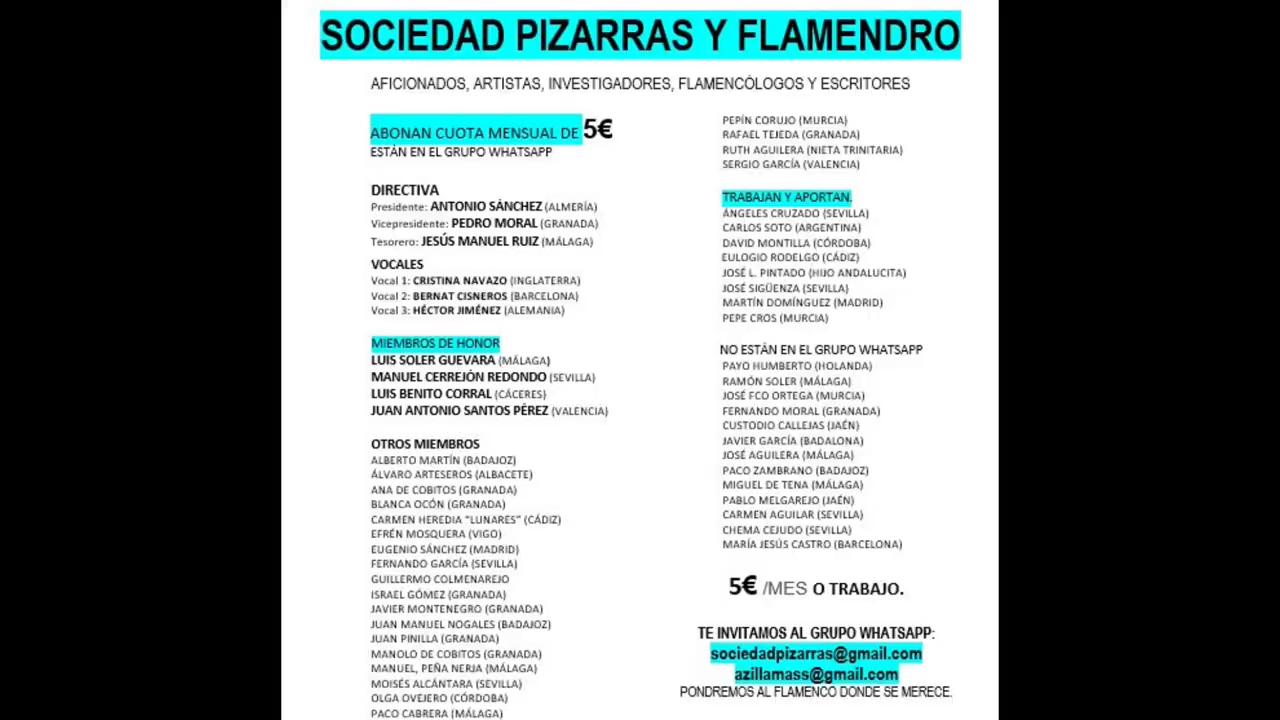 SOCIEDAD PIZARRAS Y FLAMENDRO
AFICIONADOS, ARTISTAS, INVESTIGADORES, FLAMENCÓLOGOS Y ESCRITORES
ABONAN CUOTA MENSUAL DE 5€
ESTÁN EN EL GRUPO WHATSAPP
DIRECTIVA
Presidente: ANTONIO SÁNCHEZ (ALMERÍA)
Vicepresidente: PEDRO MORAL (GRANADA)
Tesorero: JESÚS MANUEL RUIZ (MÁLAGA)
VOCALES
Vocal 1: CRISTINA NAVAZO (INGLATERRA)
Vocal 2: BERNAT CISNEROS (BARCELONA)
Vocal 3: HÉCTOR JIMÉNEZ (ALEMANIA)
MIEMBROS DE HONOR
LUIS SOLER GUEVARA (MÁLAGA)
MANUEL CERREJÓN REDONDO (SEVILLA)
LUIS BENITO CORRAL (CÁCERES)
JUAN ANTONIO SANTOS PÉREZ (VALENCIA)
OTROS MIEMBROS
ALBERTO MARTÍN (BADAJOZ)
ÁLVARO ARTESEROS (ALBACETE)
ANA DE COBITOS (GRANADA)
BLANCA OCÓN (GRANADA)
CARMEN HEREDIA "LUNARES" (CÁDIZ)
EFRÉN MOSQUERA (VIGO)
EUGENIO SÁNCHEZ (MADRID)
FERNANDO GARCÍA (SEVILLA)
GUILLERMO COLMENAREJO
ISRAEL GÓMEZ (GRANADA)
JAVIER MONTENEGRO (GRANADA)
JUAN MANUEL NOGALES (BADAJOZ)
JUAN PINILLA (GRANADA)
MANOLO DE COBITOS (GRANADA)
MANUEL, PEÑA NERJA (MÁLAGA)
MOISÉS ALCÁNTARA (SEVILLA)
OLGA OVEJERO (CÓRDOBA)
PACO CABRERA (MÁLAGA)
PEPÍN CORUJO (MURCIA)
RAFAEL TEJEDA (GRANADA)
RUTH AGUILERA (NIETA TRINITARIA)
SERGIO GARCÍA (VALENCIA)
TRABAJAN Y APORTAN.
ÁNGELES CRUZADO (SEVILLA)
CARLOS SOTO (ARGENTINA)
DAVID MONTILLA (CÓRDOBA)
EULOGIO RODELGO (CÁDIZ)
JOSÉ L. PINTADO (HIJO ANDALUCITA)
JOSÉ SIGÜENZA (SEVILLA)
MARTÍN DOMÍNGUEZ (MADRID)
PEPE CROS (MURCIA)
NO ESTÁN EN EL GRUPO WHATSAPP
PAYO HUMBERTO (HOLANDA)
RAMÓN SOLER (MÁLAGA)
JOSÉ FCO ORTEGA (MURCIA)
FERNANDO MORAL (GRANADA)
CUSTODIO CALLEJAS (JAÉN)
JAVIER GARCÍA (BADALONA)
JOSÉ AGUILERA (MÁLAGA)
PACO ZAMBRANO (BADAJOZ)
MIGUEL DE TENA (MÁLAGA)
PABLO MELGAREJO (JAÉN)
CARMEN AGUILAR (SEVILLA)
CHEMA CEJUDO (SEVILLA)
MARÍA JESÚS CASTRO (BARCELONA)
5€ /MES O TRABAJO.
TE INVITAMOS AL GRUPO WHATSAPP:
sociedadpizarras@gmail.com
azillamass@gmail.com
PONDREMOS AL FLAMENCO DONDE SE MERECE.